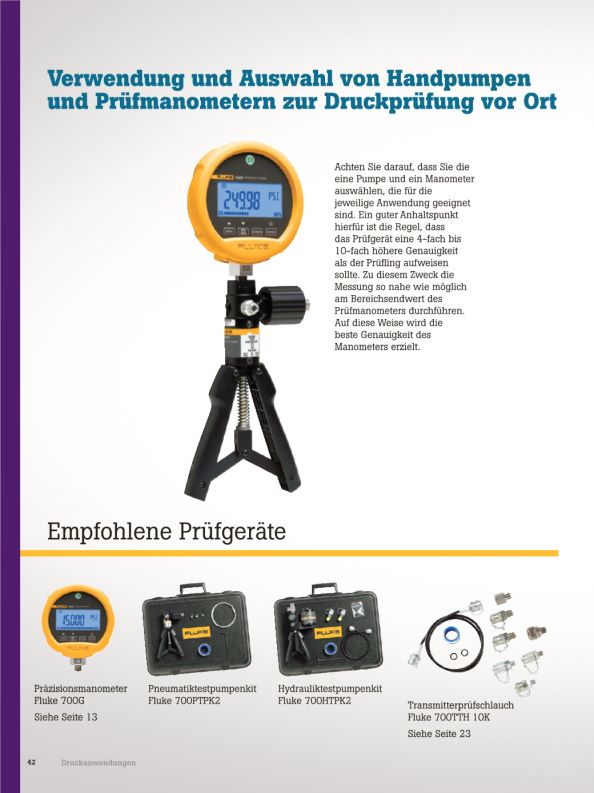 Verwendung und Auswahl von Handpumpen
und Prüfmanometern zur Druckprüfung vor Ort
Achten Sie darauf, dass Sie die
eine Pumpe und ein Manometer
auswählen, die für die
jeweilige Anwendung geeignet
sind. Ein guter Anhaltspunkt
hierfür ist die Regel, dass
das Prüfgerät eine 4-fach bis
10-fach höhere Genauigkeit
als der Prüfling aufweisen
sollte. Zu diesem Zweck die
Messung so nahe wie möglich
am Bereichsendwert des
Prüfmanometers durchführen.
Auf diese Weise wird die
beste Genauigkeit des
Manometers erzielt.
FLUKE
249.98 PSI
FLUKE
Empfohlene Prüfgeräte
15.000
FLUKE
FLUKE
FLUKE
Präzisionsmanometer
Fluke 700G
Siehe Seite 13
Pneumatiktestpumpenkit
Fluke 700PTPK2
Hydrauliktestpumpenkit
Fluke 700HTPK2
Transmitterprüfschlauch
Fluke 700TTH 10K
Siehe Seite 23
42 Druckanwendungen